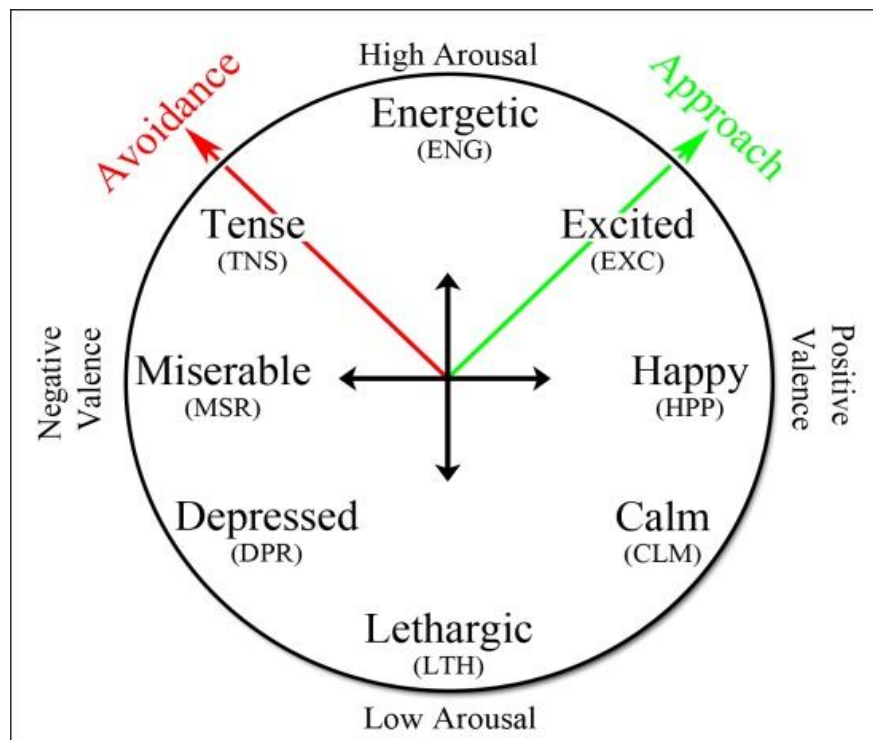 High Arousal
Avoidance
Approach
Energetic
(ENG)
Tense
(TNS)
Excited
(EXC)
Negative
Valence
Miserable
(MSR)
Happy
(HPP)
Positive
Valence
Depressed
(DPR)
Calm
(CLM)
Lethargic
(LTH)
Low Arousal